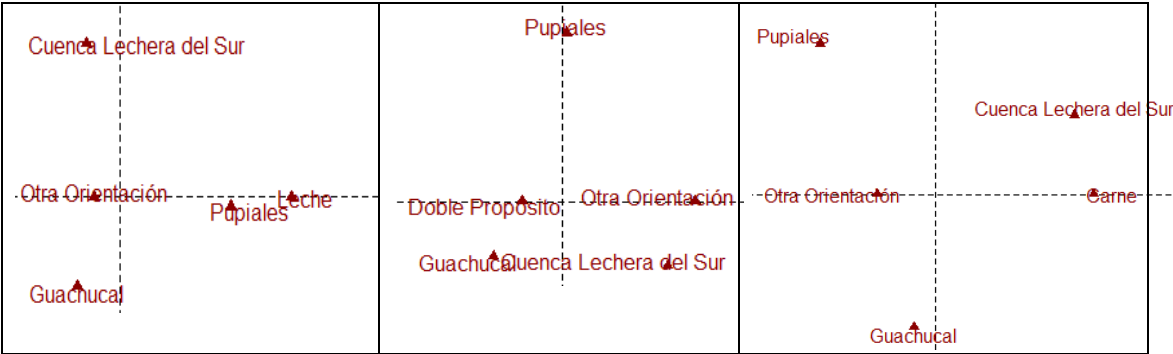 Cuenca Lechera del Sur
Otra Orientación
Leche
Pupiales
Guachucal
Pupiales
Doble Propósito
Otra Orientación
Guachucal
Cuenca Lechera del Sur
Pupiales
Cuenca Lechera del Sur
Otra Orientación
Carne
Guachucal